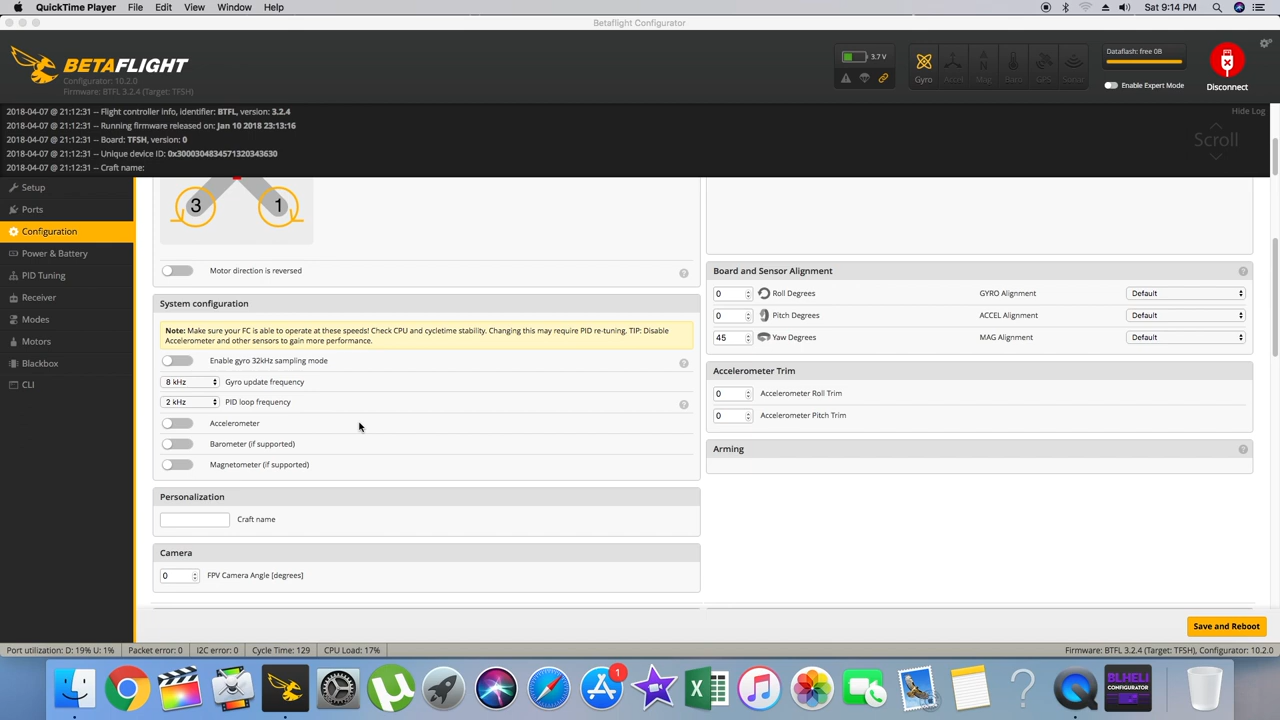 QuickTime Player File Edit View Window Help
Sat 9:14 PM
Betaflight Configurator
BETAFLIGHT
Configurator: 10.2.0
Firmware: BTFL 3.2.4 (Target: TFSH)
3.7 V
Gyro Accel Mag Baro GPS Sonar
Dataflash: free 0B
Enable Expert Mode
Disconnect
2018-04-07 @ 21:12:31 -- Flight controller info, identifier: BTFL, version: 3.2.4
2018-04-07 @ 21:12:31 -- Running firmware released on: Jan 10 2018 23:13:16
2018-04-07 @ 21:12:31 -- Board: TFSH, version: 0
2018-04-07 @ 21:12:31 -- Unique device ID: 0x3000304834571320343630
2018-04-07 @ 21:12:31 -- Craft name:
Hide Log
Scroll
Setup
Ports
Configuration
Power & Battery
PID Tuning
Receiver
Modes
Motors
Blackbox
CLI
3 1
Motor direction is reversed
System configuration
Note: Make sure your FC is able to operate at these speeds! Check CPU and cycletime stability. Changing this may require PID re-tuning. TIP: Disable
Accelerometer and other sensors to gain more performance.
Enable gyro 32kHz sampling mode
8 kHz Gyro update frequency
2 kHz PID loop frequency
Accelerometer
Barometer (if supported)
Magnetometer (if supported)
Personalization
Craft name
Camera
0 FPV Camera Angle [degrees]
Board and Sensor Alignment
0 Roll Degrees GYRO Alignment Default
0 Pitch Degrees ACCEL Alignment Default
45 Yaw Degrees MAG Alignment Default
Accelerometer Trim
0 Accelerometer Roll Trim
0 Accelerometer Pitch Trim
Arming
Save and Reboot
Port utilization: D: 19% U: 1% Packet error: 0 I2C error: 0 Cycle Time: 129 CPU Load: 17%
Firmware: BTFL 3.2.4 (Target: TFSH), Configurator: 10.2.0
1
BLHELI
CONFIGURATOR